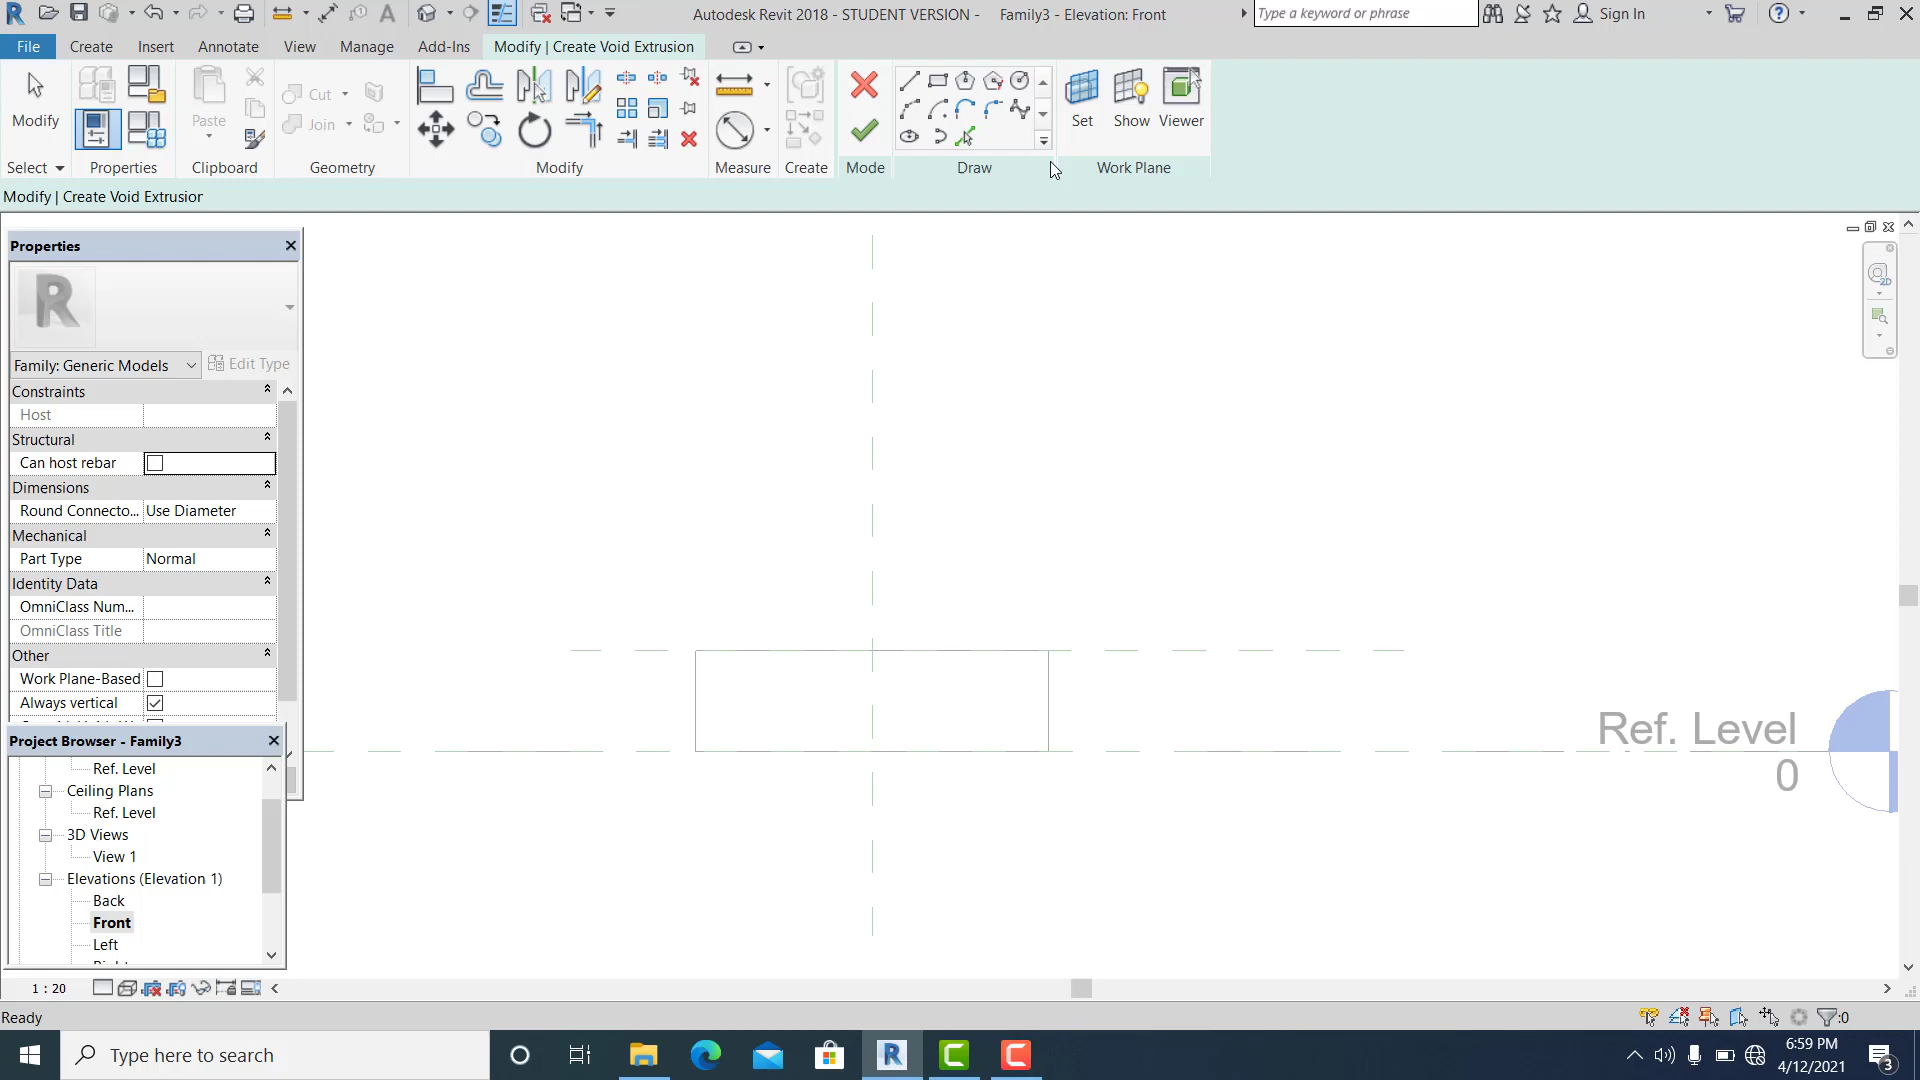 Autodesk Revit 2018 - STUDENT VERSION - Family3 - Elevation: Front
Type a keyword or phrase
Sign In
File Create Insert Annotate View Manage Add-Ins Modify | Create Void Extrusion
Modify
Paste
Cut
Join
Set Show Viewer
Select Properties Clipboard Geometry Modify Measure Create Mode Draw Work Plane
Modify | Create Void Extrusion
Properties
Family: Generic Models
Edit Type
Constraints
Host
Structural
Can host rebar
Dimensions
Round Connecto... Use Diameter
Mechanical
Part Type Normal
Identity Data
OmniClass Num...
OmniClass Title
Other
Work Plane-Based
Always vertical
Project Browser - Family3
Ref. Level
Ceiling Plans
Ref. Level
3D Views
View 1
Elevations (Elevation 1)
Back
Front
Left
Ref. Level
0
1 : 20
Ready
:0
Type here to search
6:59 PM
4/12/2021
3